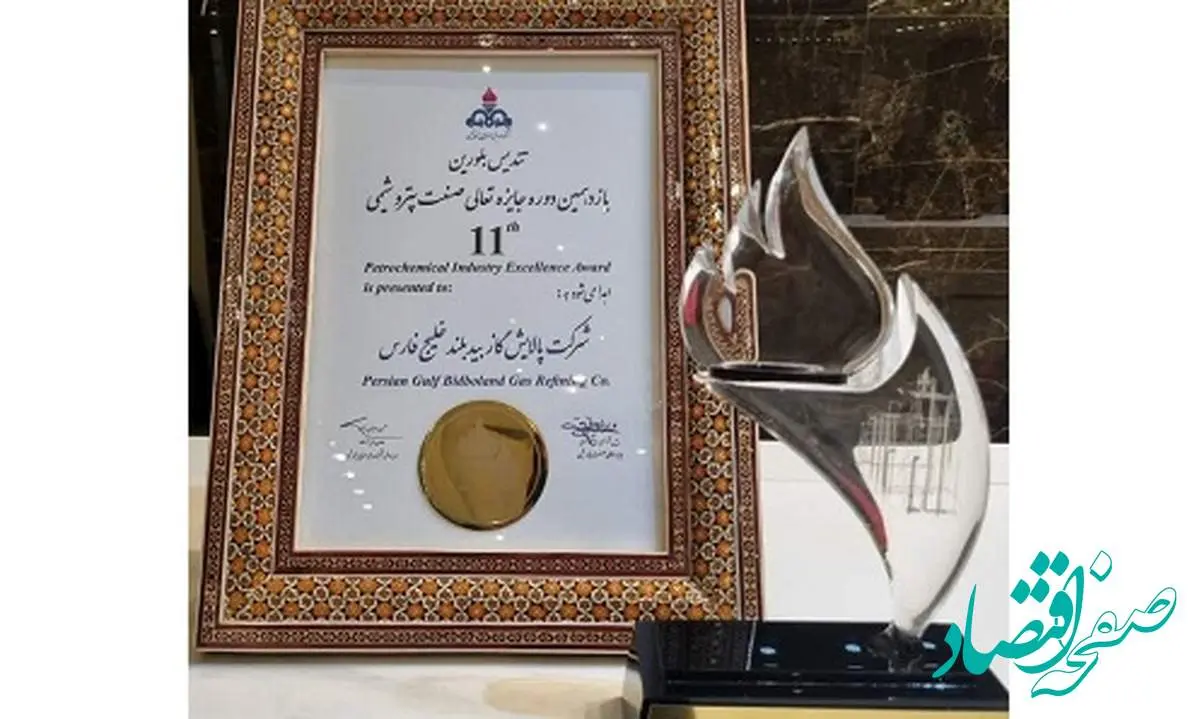 تندیس بلورین
یازدهمین دوره جایزه تعالی صنعت پتروشیمی
11th
Petrochemical Industry Excellence Award
is presented to:
اهدا می شود به :
شرکت پالایش گاز بیدبلند خلیج فارس
Persian Gulf Bidboland Gas Refining Co.
صفحه اقتصاد